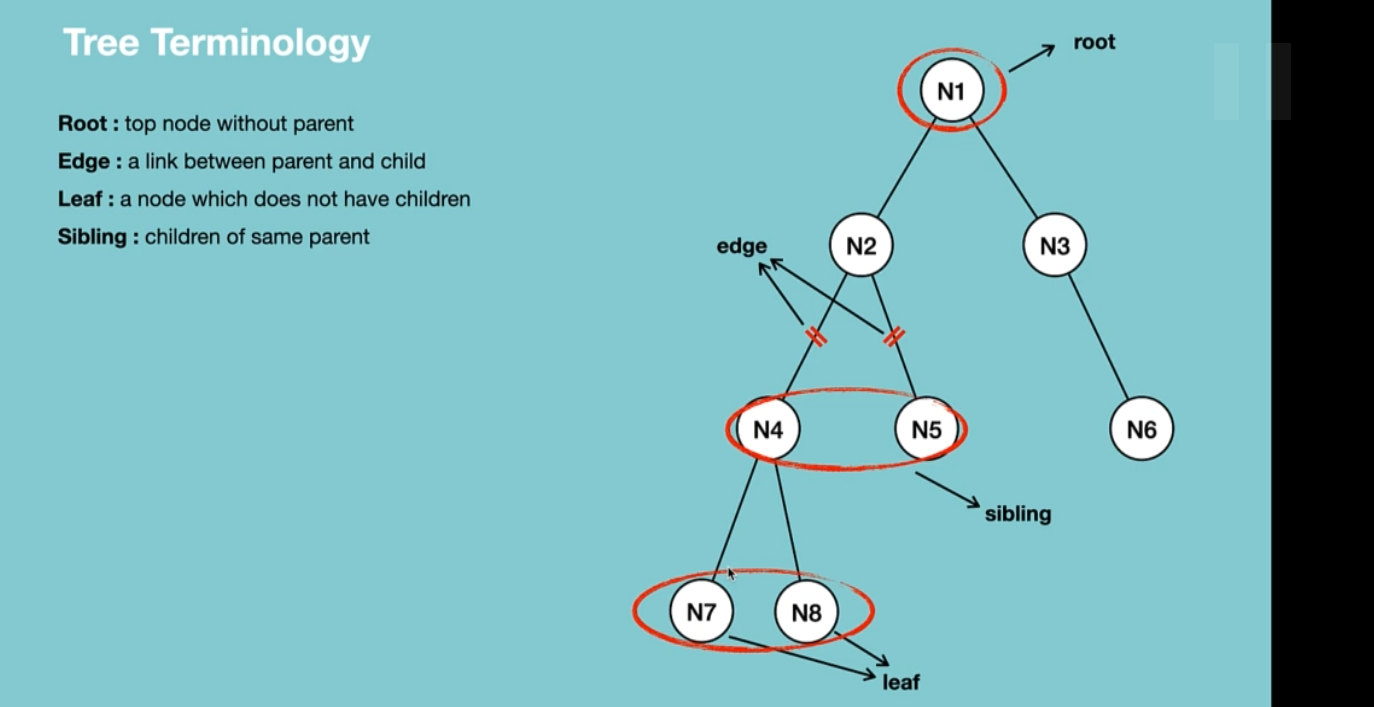 Tree Terminology
Root : top node without parent
Edge : a link between parent and child
Leaf : a node which does not have children
Sibling : children of same parent
root
N1
N2
N3
edge
N4
N5
N6
sibling
N7
N8
leaf